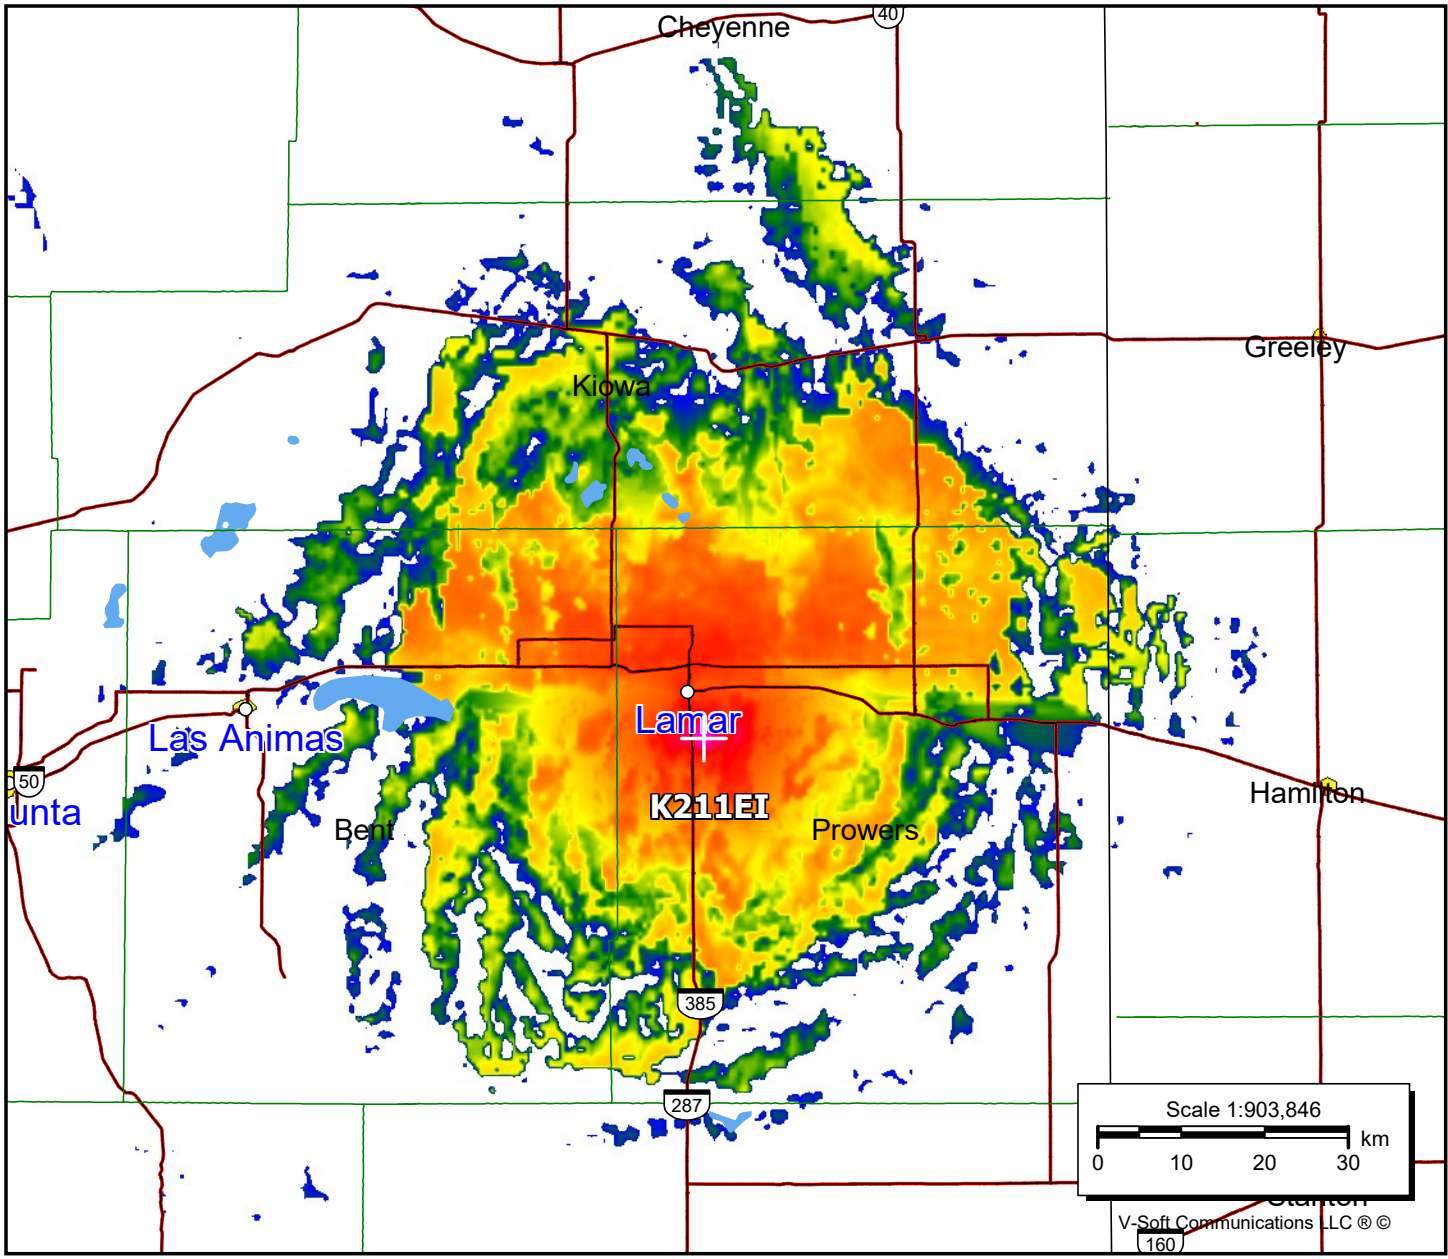 Cheyenne
40
Greeley
Kiowa
Lamar
Las Animas
50
unta
Hamilton
K211EI
Bent
Prowers
385
287
Scale 1:903,846
km
0 10 20 30
Stanton
V-Soft Communications LLC ® ©
160